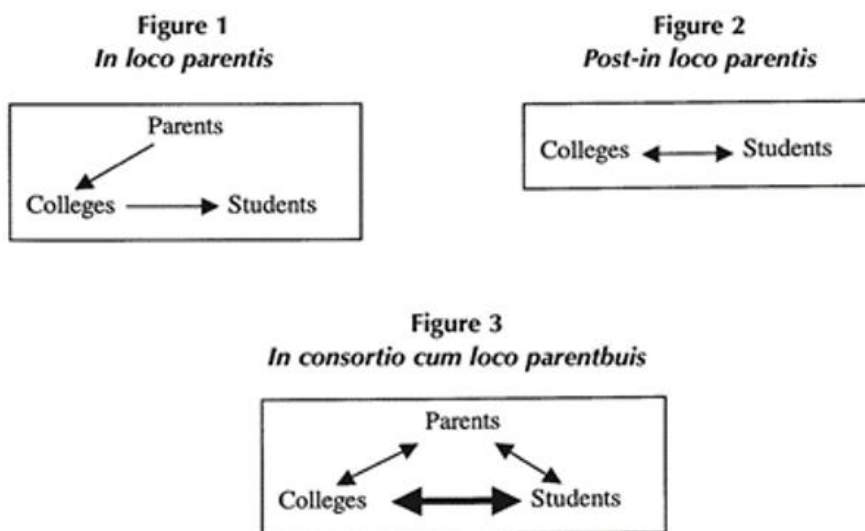 Figure 1
In loco parentis
Parents
Colleges
Students
Figure 2
Post-in loco parentis
Colleges
Students
Figure 3
In consortio cum loco parentbuis
Parents
Colleges
Students